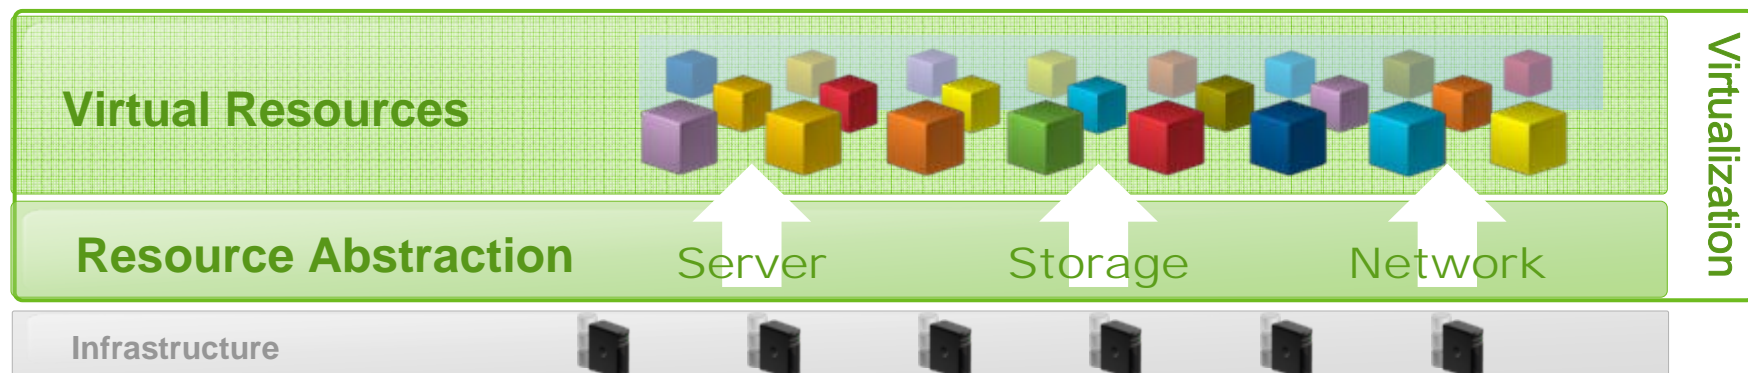 Virtual Resources
Virtualization
Resource Abstraction
Server
Storage
Network
Infrastructure